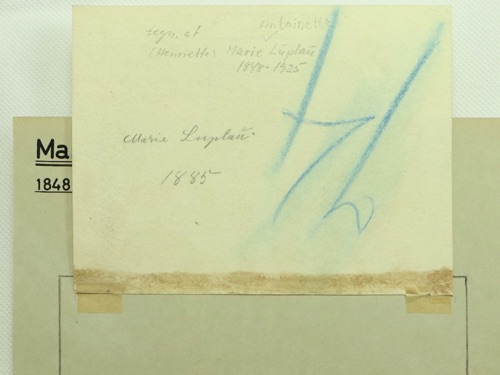 tegn. af Antoinette
(Henriette) Marie Luplau
1848-1925
Marie Luplau
1885
Ma
1848